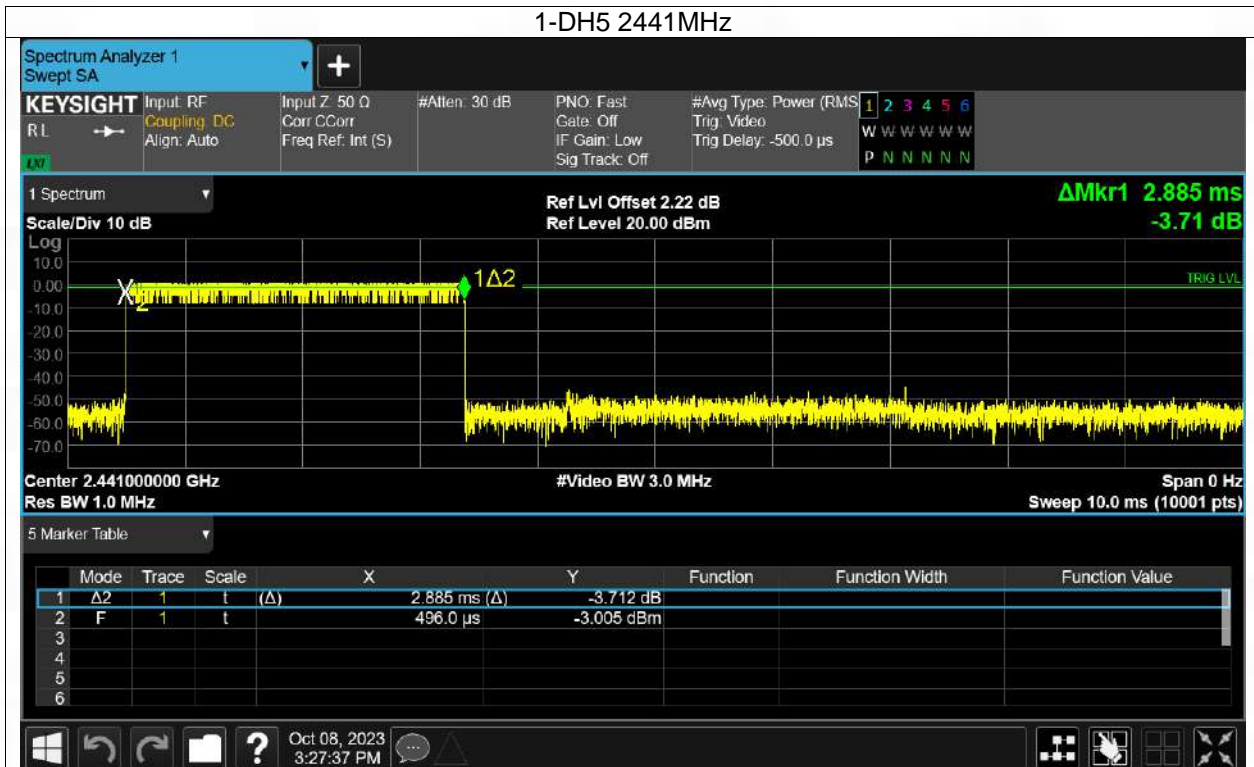 1-DH5 2441MHz
Spectrum Analyzer 1
Swept SA
+
KEYSIGHT Input: RF Input Z: 50 Ω #Atten: 30 dB PNO: Fast #Avg Type: Power (RMS 1 2 3 4 5 6
RL Coupling: DC Corr CCorr Gate: Off Trig: Video W W W W W W
Align: Auto Freq Ref: Int (S) IF Gain: Low Trig Delay: -500.0 µs
LXI Sig Track: Off P N N N N N
1 Spectrum Ref Lvl Offset 2.22 dB ΔMkr1 2.885 ms
Scale/Div 10 dB Ref Level 20.00 dBm -3.71 dB
Log
10.0
0.00 X 1Δ2 TRIG LVL
-10.0 2
-20.0
-30.0
-40.0
-50.0
-60.0
-70.0
Center 2.441000000 GHz #Video BW 3.0 MHz Span 0 Hz
Res BW 1.0 MHz Sweep 10.0 ms (10001 pts)
5 Marker Table
Mode Trace Scale X Y Function Function Width Function Value
1 Δ2 1 t (Δ) 2.885 ms (Δ) -3.712 dB
2 F 1 t 496.0 µs -3.005 dBm
3
4
5
6
? Oct 08, 2023
3:27:37 PM